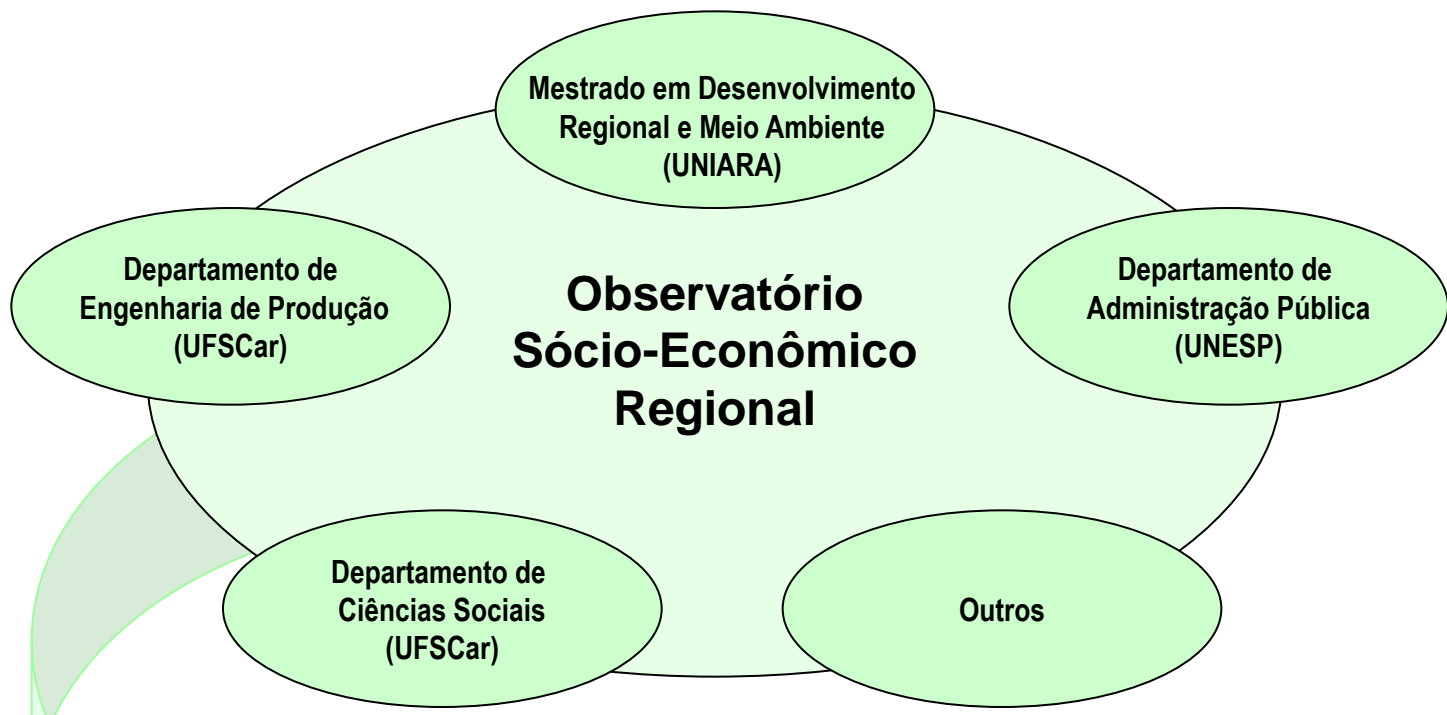 Mestrado em Desenvolvimento
Regional e Meio Ambiente
(UNIARA)
Departamento de
Engenharia de Produção
(UFSCar)
Observatório
Sócio-Econômico
Regional
Departamento de
Administração Pública
(UNESP)
Departamento de
Ciências Sociais
(UFSCar)
Outros